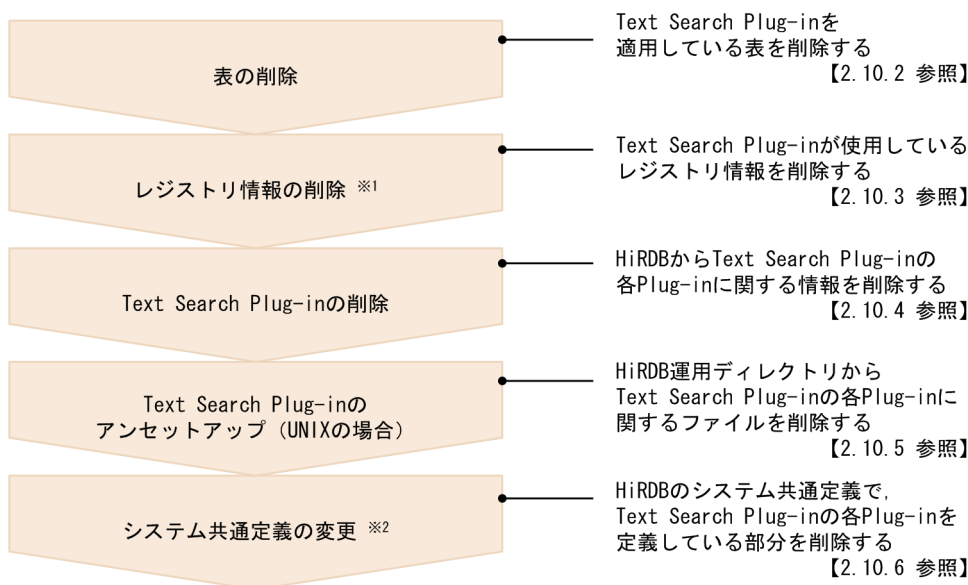 表の削除
Text Search Plug-inを
適用している表を削除する
【2.10.2 参照】
レジストリ情報の削除 ※1
Text Search Plug-inが使用している
レジストリ情報を削除する
【2.10.3 参照】
Text Search Plug-inの削除
HiRDBからText Search Plug-inの
各Plug-inに関する情報を削除する
【2.10.4 参照】
Text Search Plug-inの
アンセットアップ（UNIXの場合）
HiRDB運用ディレクトリから
Text Search Plug-inの各Plug-inに
関するファイルを削除する
【2.10.5 参照】
システム共通定義の変更 ※2
HiRDBのシステム共通定義で,
Text Search Plug-inの各Plug-inを
定義している部分を削除する
【2.10.6 参照】